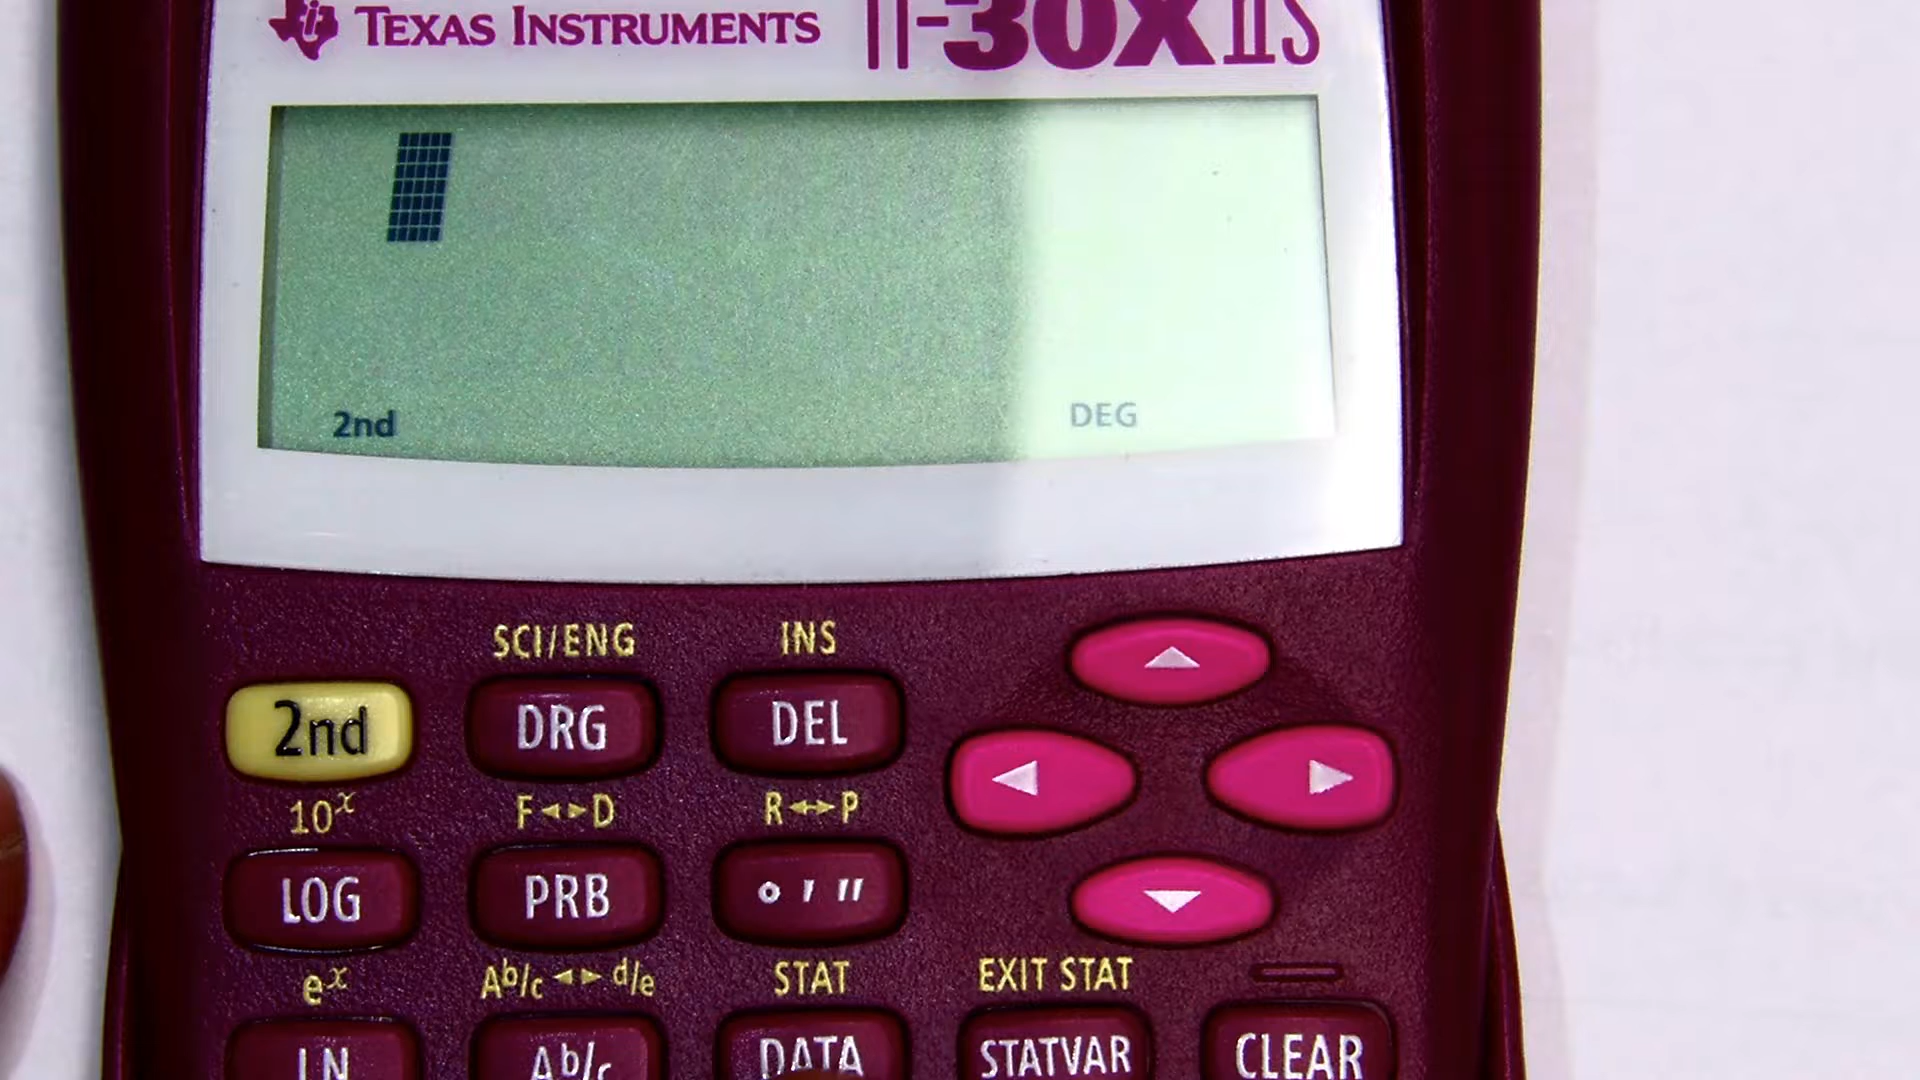 TEXAS INSTRUMENTS TI-30X IIS
2nd DEG
SCI/ENG INS
2nd DRG DEL
10ˣ F◄►D R◄►P
LOG PRB ° ′ ″
eˣ Ab/c ◄► d/e STAT EXIT STAT
LN Ab/c DATA STATVAR CLEAR